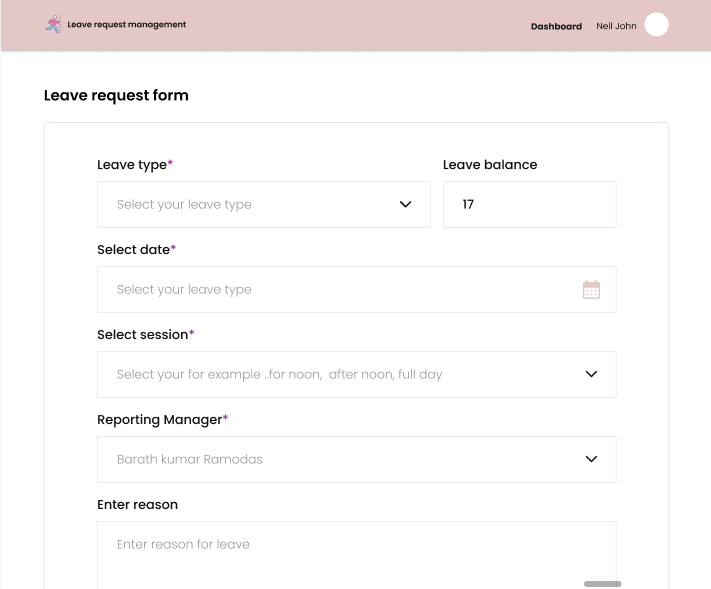 Leave request management
Dashboard
Neil John
Leave request form
Leave type*
Leave balance
Select your leave type
17
Select date*
Select your leave type
Select session*
Select your for example ..for noon, after noon, full day
Reporting Manager*
Barath kumar Ramodas
Enter reason
Enter reason for leave